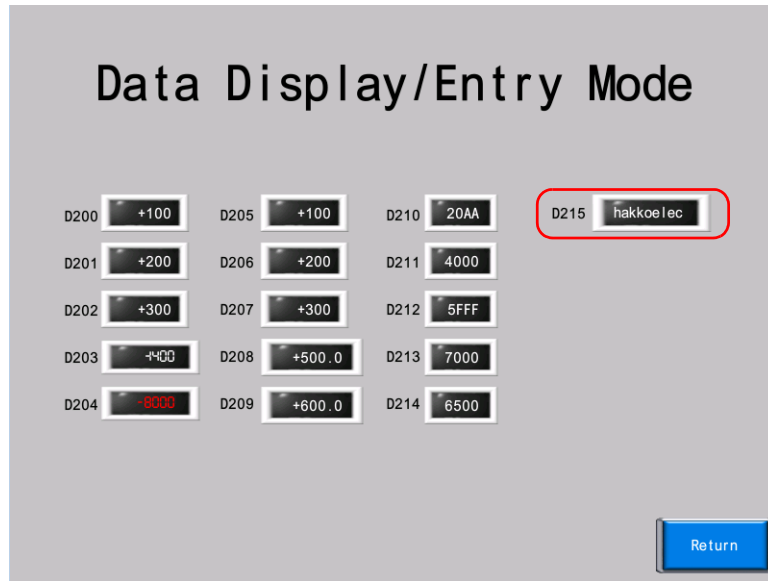 Data Display/Entry Mode
D200 +100 D205 +100 D210 20AA D215 hakkoelec
D201 +200 D206 +200 D211 4000
D202 +300 D207 +300 D212 5FFF
D203 -1400 D208 +500.0 D213 7000
D204 -8000 D209 +600.0 D214 6500
Return